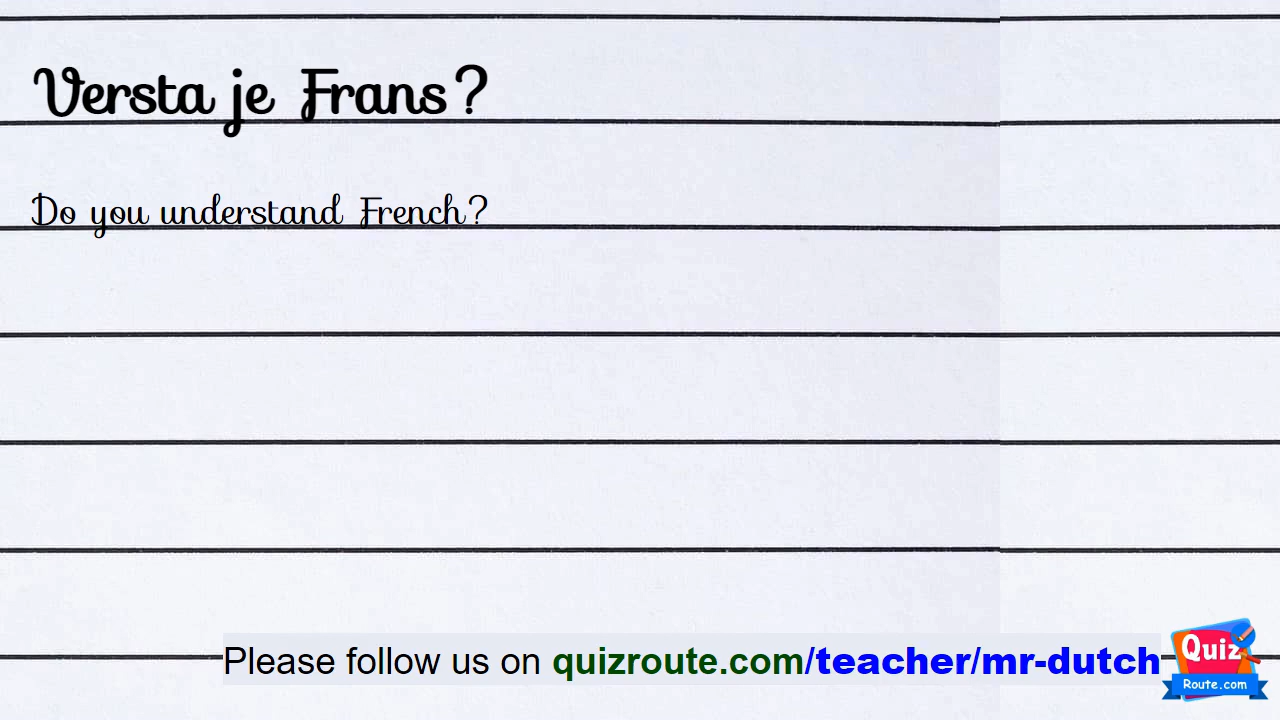 Versta je Frans?
Do you understand French?
Please follow us on quizroute.com/teacher/mr-dutch
Quiz
Route.com